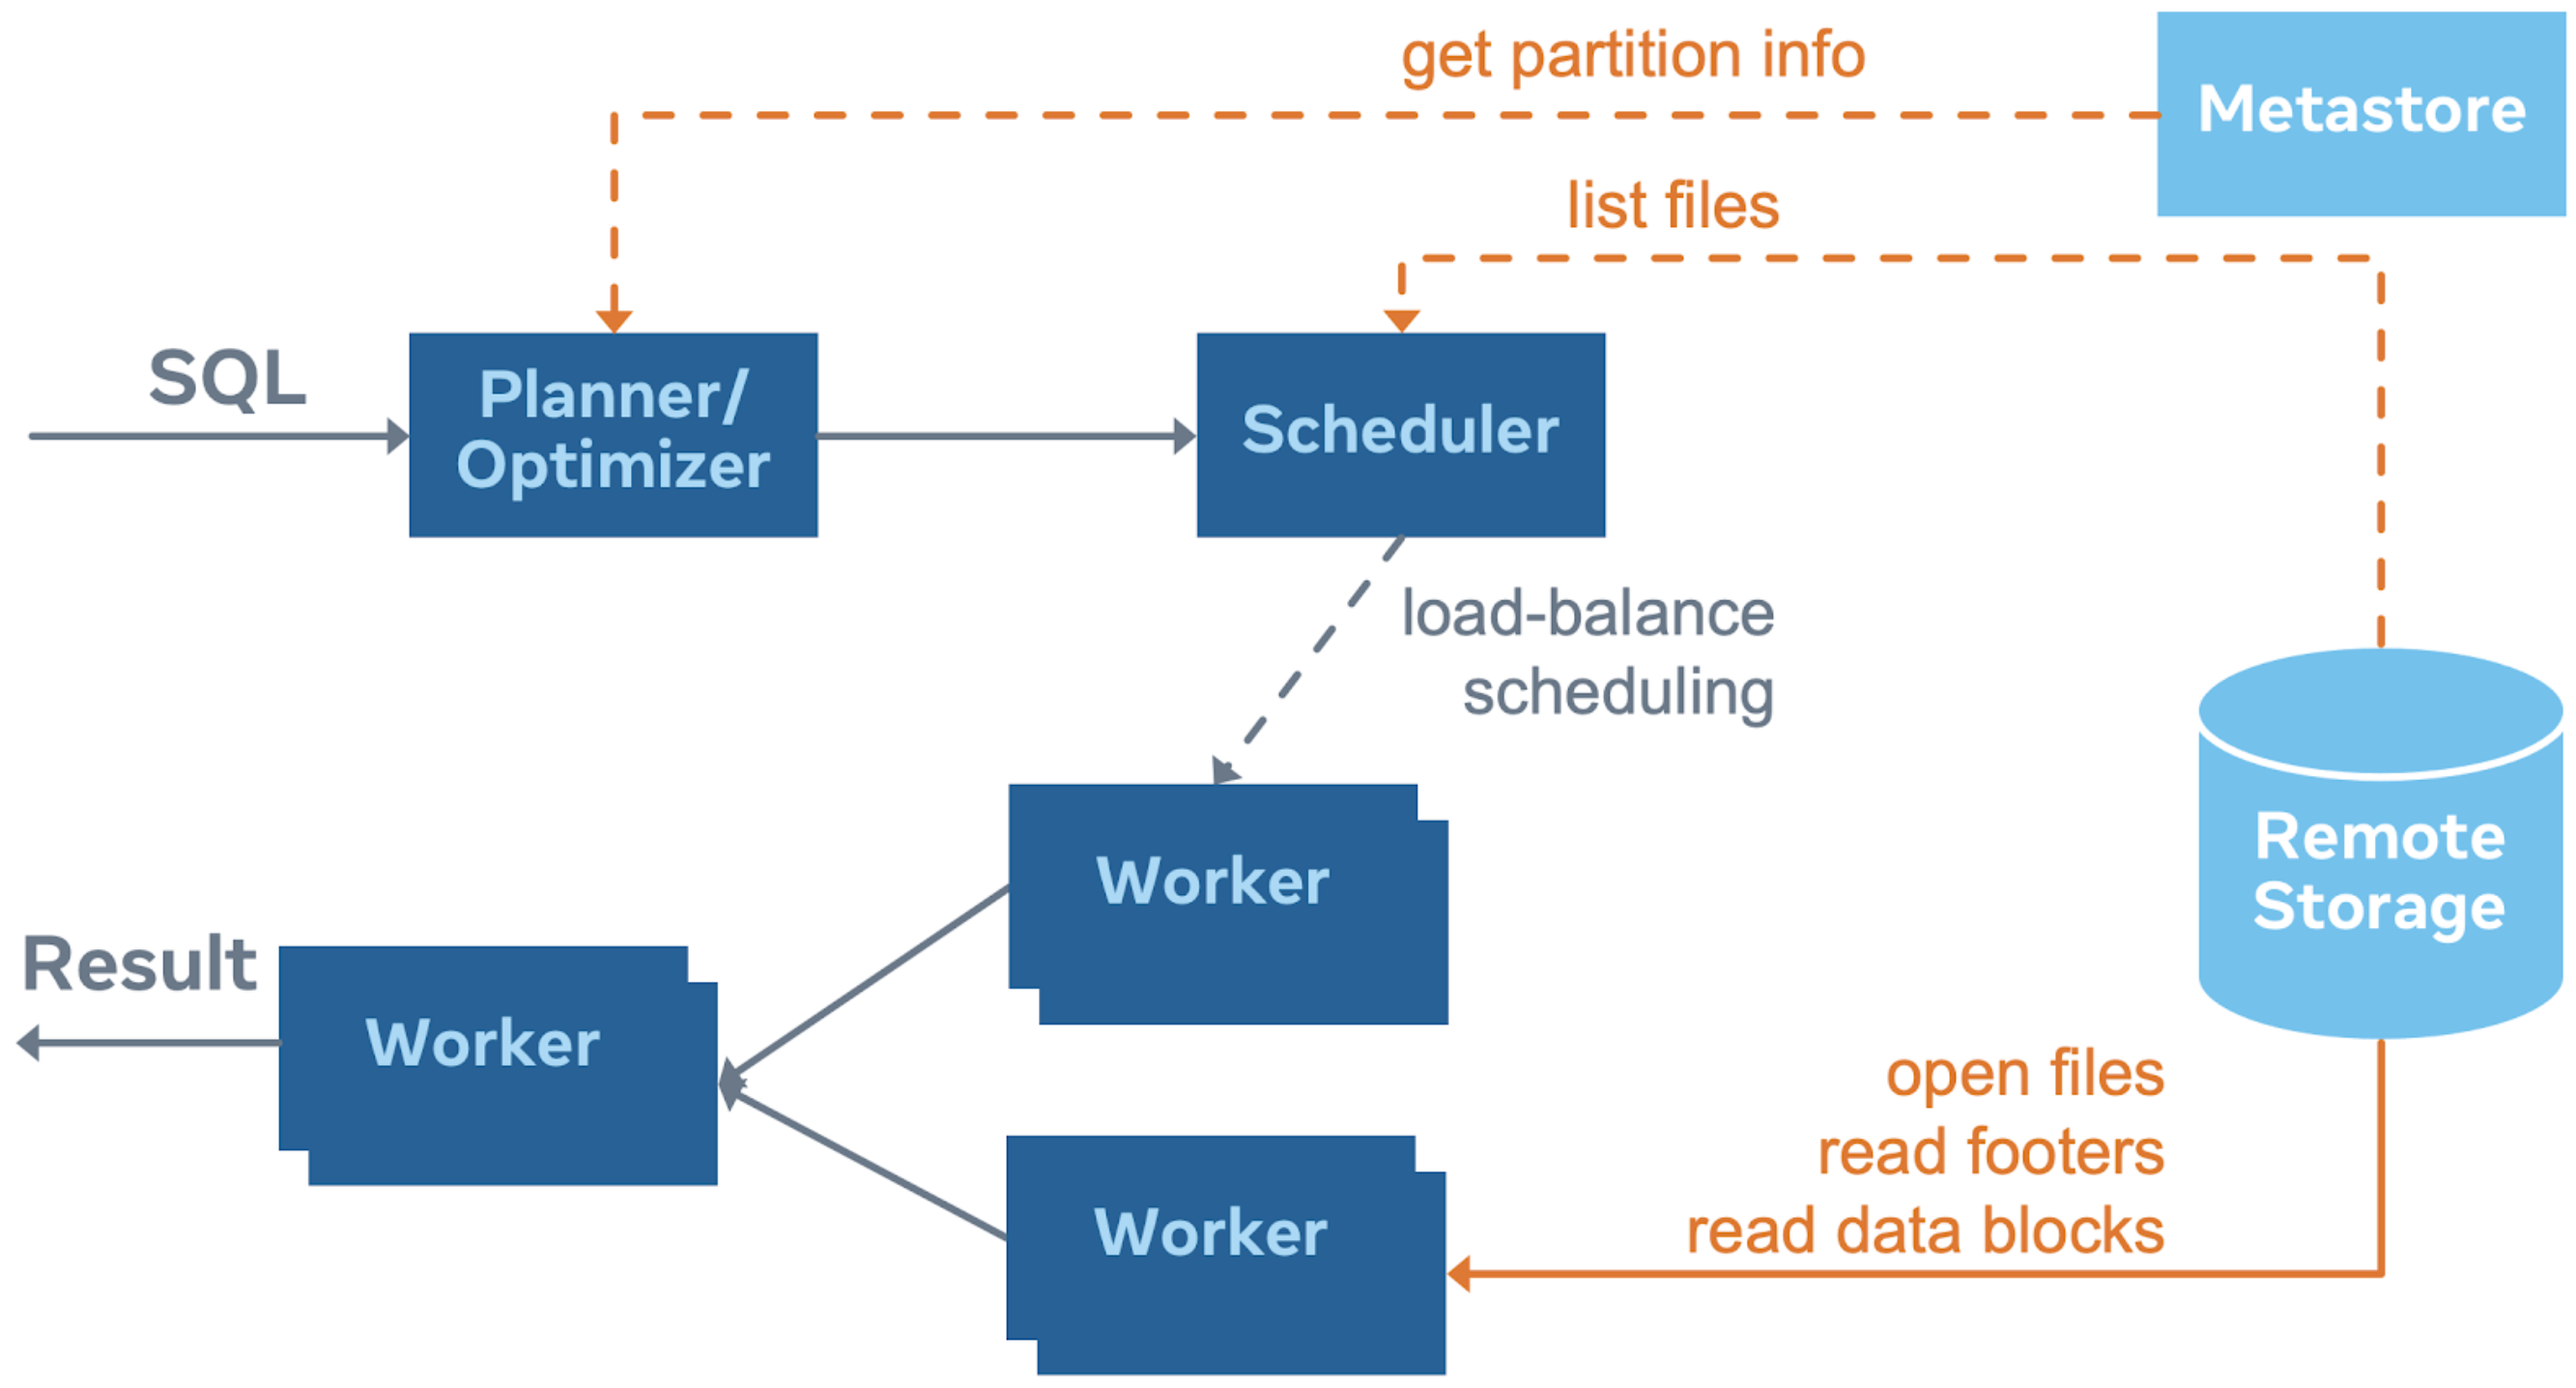 get partition info
Metastore
list files
SQL
Planner/
Optimizer
Scheduler
load-balance
scheduling
Worker
Remote
Storage
Result
Worker
open files
read footers
read data blocks
Worker